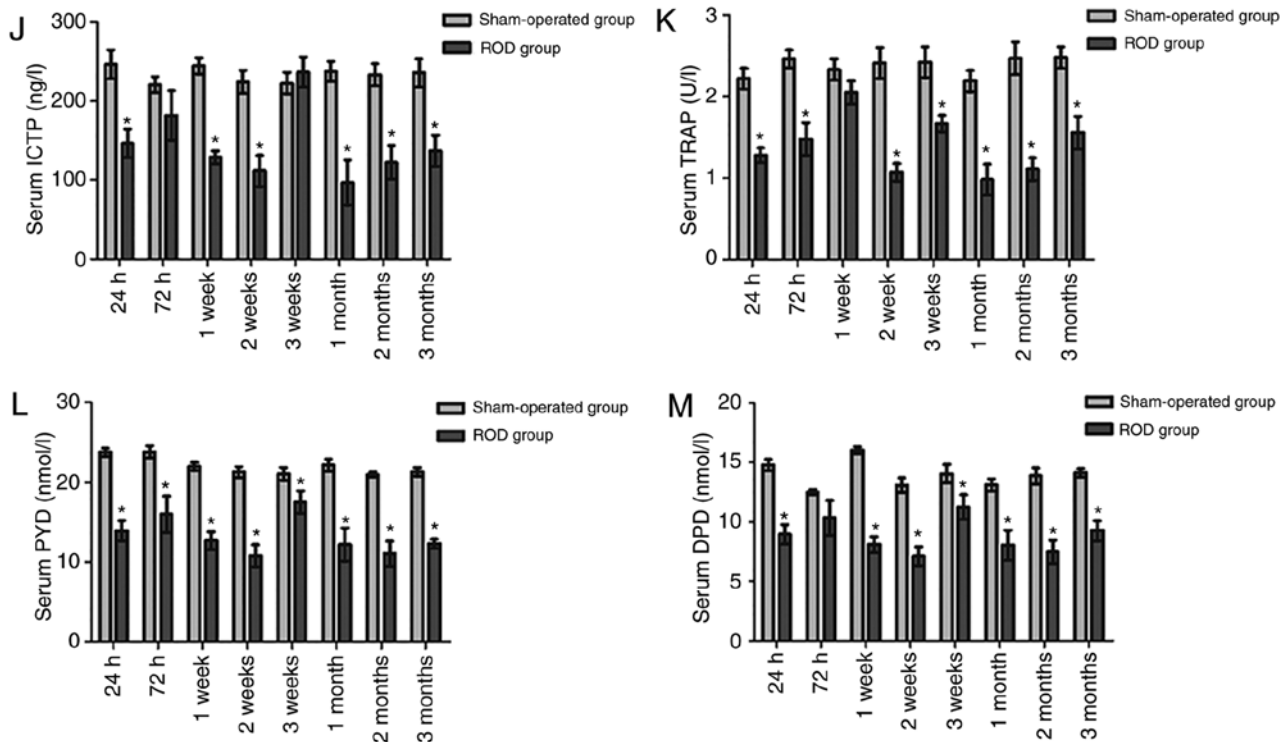 J
Serum ICTP (ng/l)
300
200
100
0
Sham-operated group
ROD group
*
*
*
*
*
*
24 h
72 h
1 week
2 weeks
3 weeks
1 month
2 months
3 months
K
Serum TRAP (U/l)
3
2
1
0
Sham-operated group
ROD group
*
*
*
*
*
*
*
24 h
72 h
1 week
2 week
3 weeks
1 month
2 months
3 months
L
Serum PYD (nmol/l)
30
20
10
0
Sham-operated group
ROD group
*
*
*
*
*
*
*
*
24 h
72 h
1 week
2 weeks
3 weeks
1 month
2 months
3 months
M
Serum DPD (nmol/l)
20
15
10
5
0
Sham-operated group
ROD group
*
*
*
*
*
*
*
24 h
72 h
1 week
2 weeks
3 weeks
1 month
2 months
3 months